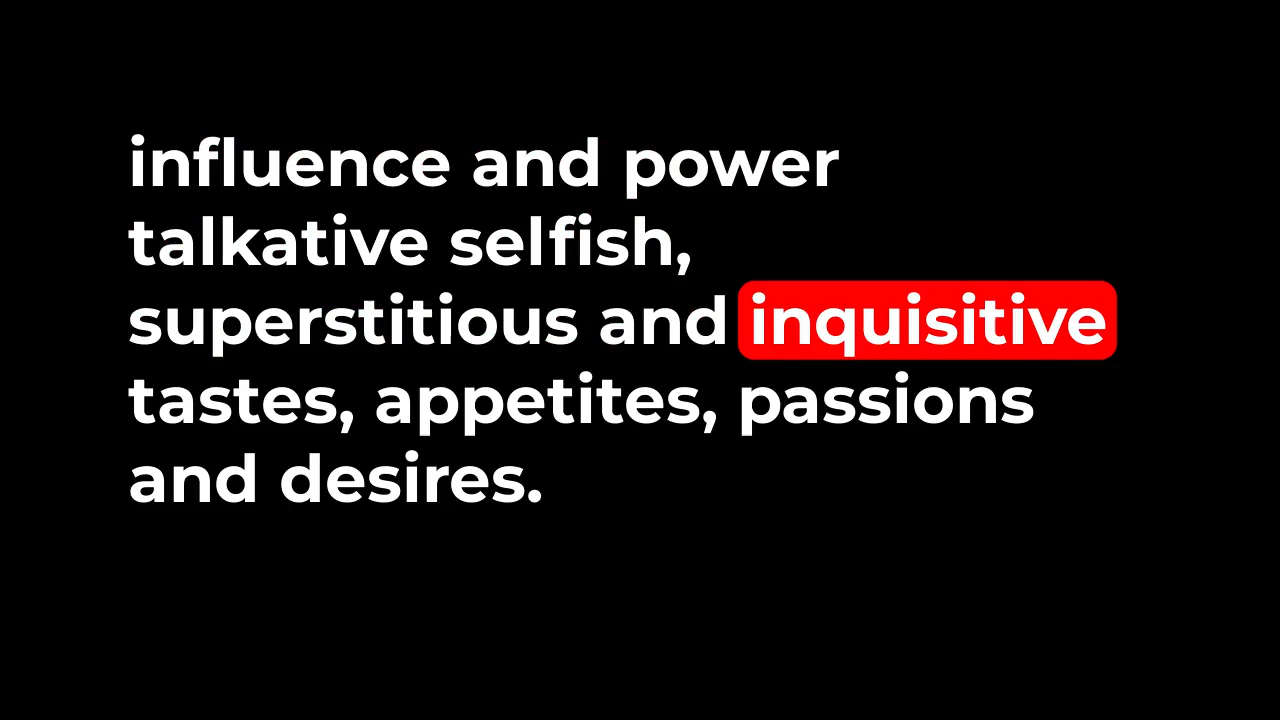 influence and power
talkative selfish,
superstitious and inquisitive
tastes, appetites, passions
and desires.